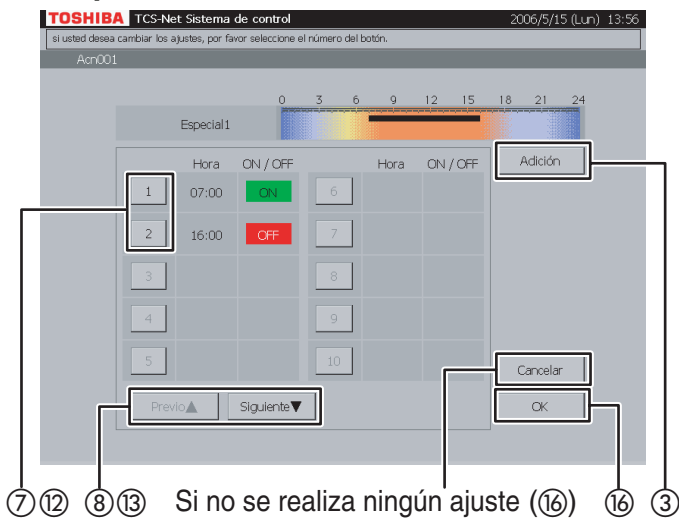 TOSHIBA TCS-Net Sistema de control 2006/5/15 (Lun) 13:56
si usted desea cambiar los ajustes, por favor seleccione el número del botón.
Acn001
0 3 6 9 12 15 18 21 24
Especial1
Hora ON / OFF Hora ON / OFF Adición
1 07:00 ON 6
2 16:00 OFF 7
3 8
4 9
5 10 Cancelar
Previo▲ Siguiente▼ OK
⑦⑫ ⑧⑬ Si no se realiza ningún ajuste (⑯) ⑯ ③